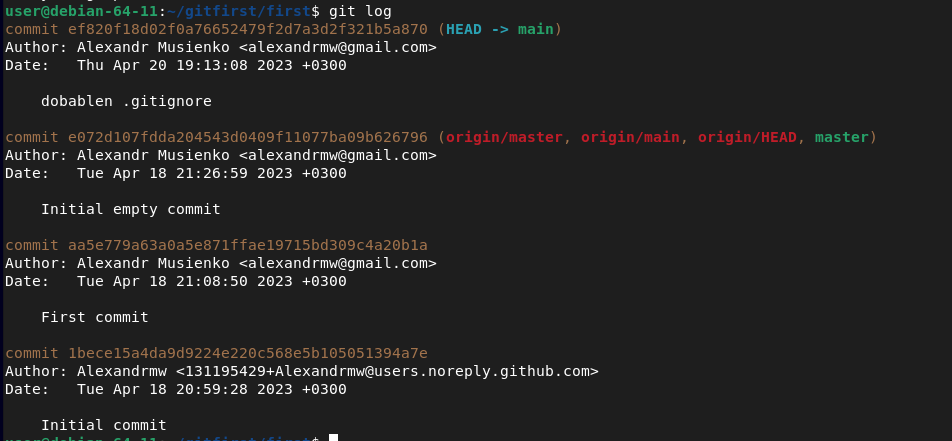 user@debian-64-11:~/gitfirst/first$ git log
commit ef820f18d02f0a76652479f2d7a3d2f321b5a870 (HEAD -> main)
Author: Alexandr Musienko <alexandrmw@gmail.com>
Date:   Thu Apr 20 19:13:08 2023 +0300
dobablen .gitignore
commit e072d107fdda204543d0409f11077ba09b626796 (origin/master, origin/main, origin/HEAD, master)
Author: Alexandr Musienko <alexandrmw@gmail.com>
Date:   Tue Apr 18 21:26:59 2023 +0300
Initial empty commit
commit aa5e779a63a0a5e871ffae19715bd309c4a20b1a
Author: Alexandr Musienko <alexandrmw@gmail.com>
Date:   Tue Apr 18 21:08:50 2023 +0300
First commit
commit 1bece15a4da9d9224e220c568e5b105051394a7e
Author: Alexandrmw <131195429+Alexandrmw@users.noreply.github.com>
Date:   Tue Apr 18 20:59:28 2023 +0300
Initial commit
user@debian-64-11:~/gitfirst/first$